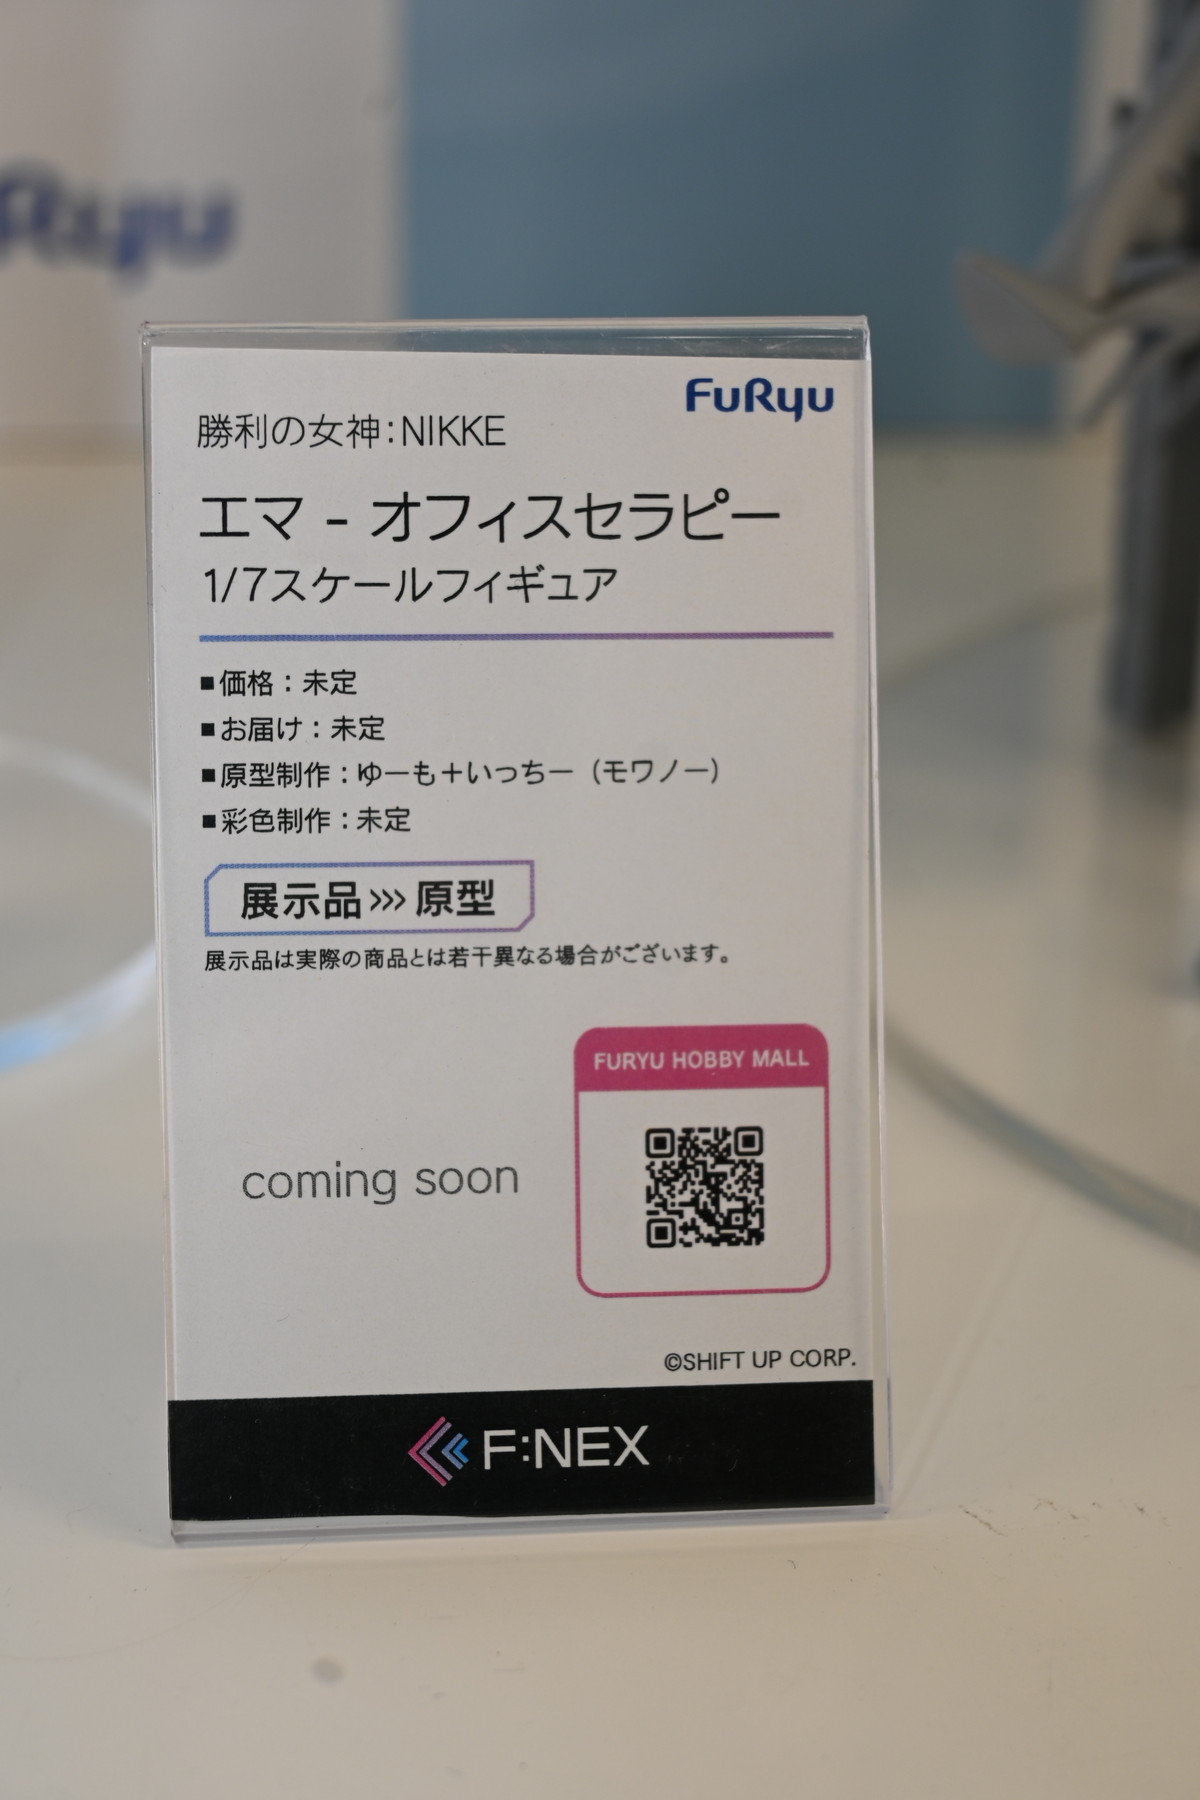 Ryu
FuRyu
勝利の女神:NIKKE
エマ - オフィスセラピー
1/7スケールフィギュア
■価格：未定
■お届け：未定
■原型制作：ゆーも＋いっちー（モワノー）
■彩色制作：未定
展示品>>>原型
展示品は実際の商品とは若干異なる場合がございます。
FURYU HOBBY MALL
coming soon
©SHIFT UP CORP.
F:NEX